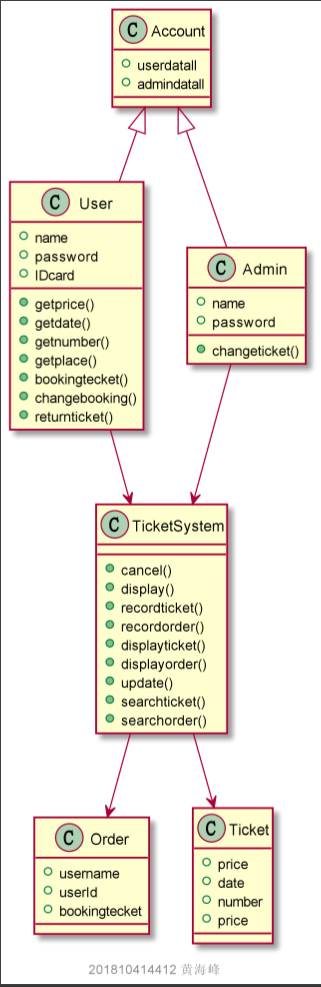 C Account
userdatall
admindatall
C User
name
password
IDcard
getprice()
getdate()
getnumber()
getplace()
bookingtecket()
changebooking()
returnticket()
C Admin
name
password
changeticket()
C TicketSystem
cancel()
display()
recordticket()
recordorder()
displayticket()
displayorder()
update()
searchticket()
searchorder()
C Order
username
userId
bookingtecket
C Ticket
price
date
number
price
201810414412 黄海峰